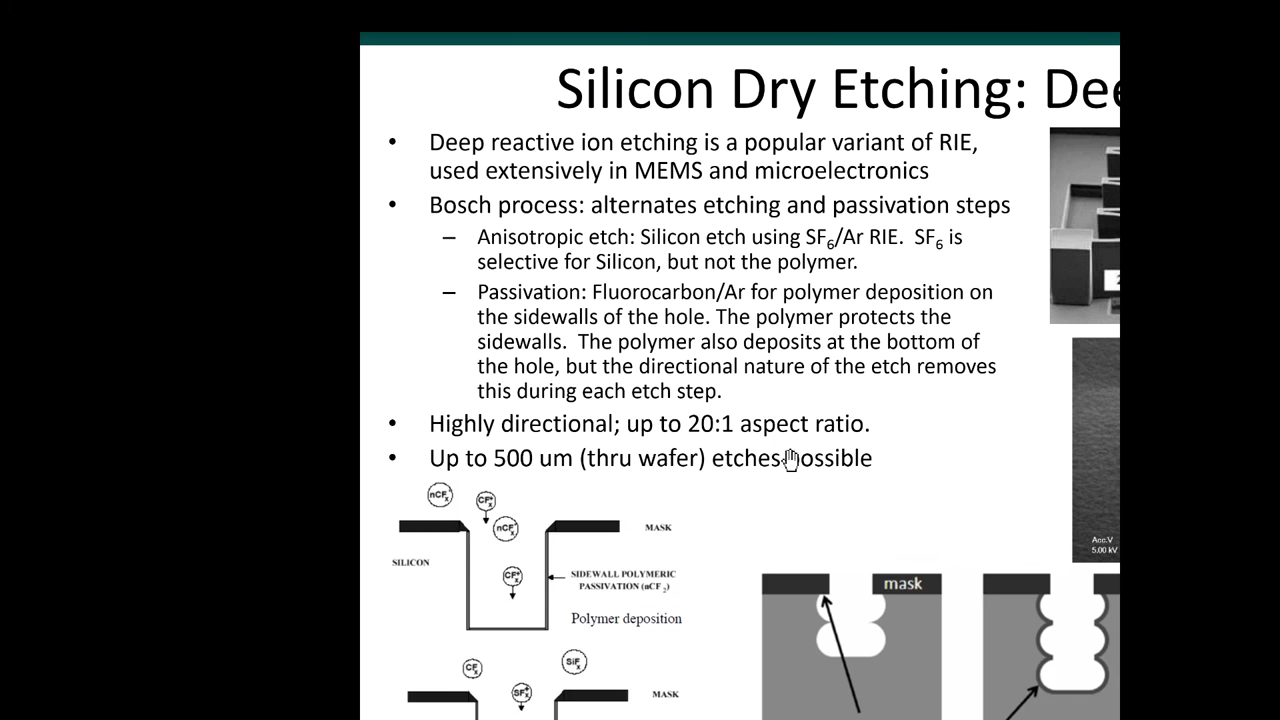 Silicon Dry Etching: Dee
• Deep reactive ion etching is a popular variant of RIE,
used extensively in MEMS and microelectronics
• Bosch process: alternates etching and passivation steps
– Anisotropic etch: Silicon etch using SF6/Ar RIE. SF6 is
selective for Silicon, but not the polymer.
– Passivation: Fluorocarbon/Ar for polymer deposition on
the sidewalls of the hole. The polymer protects the
sidewalls. The polymer also deposits at the bottom of
the hole, but the directional nature of the etch removes
this during each etch step.
• Highly directional; up to 20:1 aspect ratio.
• Up to 500 um (thru wafer) etches possible
nCFx+
CFx+
nCFx
MASK
SILICON
CFx+
SIDEWALL POLYMERIC
PASSIVATION (nCF2)
Polymer deposition
CFx
SiFx
SFx+
MASK
mask
Acc.V
5.00 kV